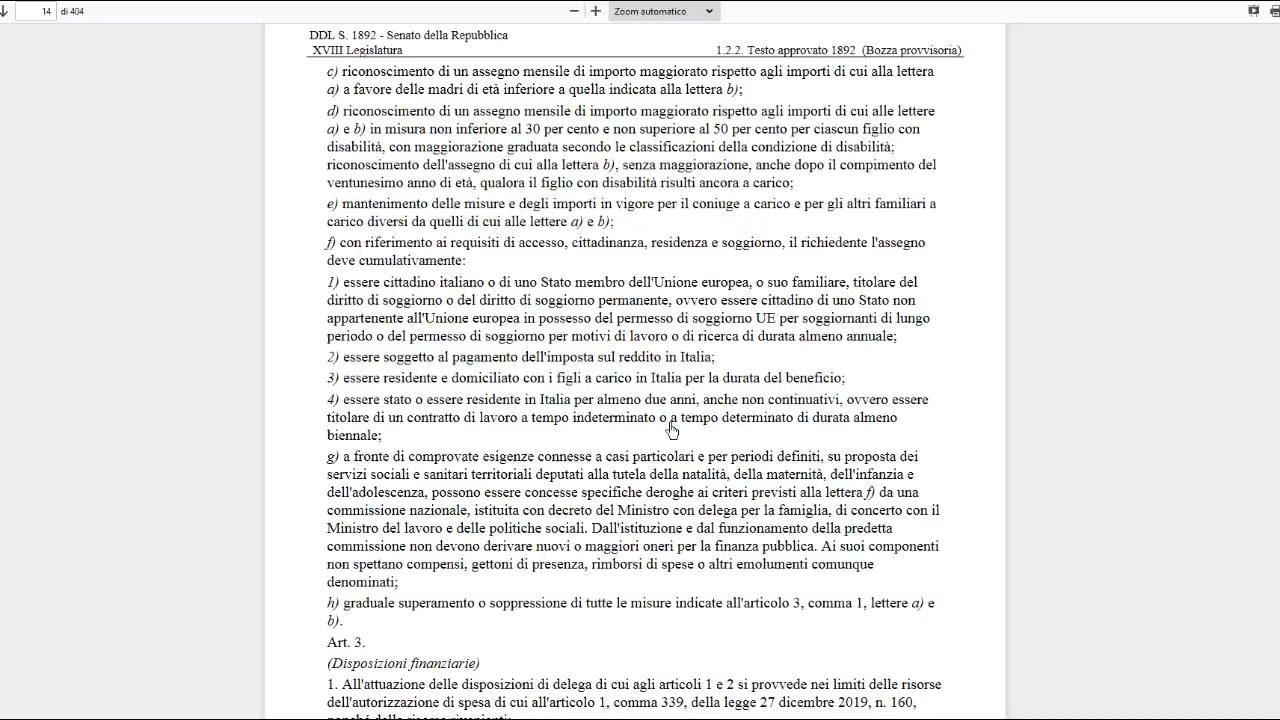 14 di 404 Zoom automatico
DDL S. 1892 - Senato della Repubblica
XVIII Legislatura 1.2.2. Testo approvato 1892 (Bozza provvisoria)
c) riconoscimento di un assegno mensile di importo maggiorato rispetto agli importi di cui alla lettera
a) a favore delle madri di età inferiore a quella indicata alla lettera b);
d) riconoscimento di un assegno mensile di importo maggiorato rispetto agli importi di cui alle lettere
a) e b) in misura non inferiore al 30 per cento e non superiore al 50 per cento per ciascun figlio con
disabilità, con maggiorazione graduata secondo le classificazioni della condizione di disabilità;
riconoscimento dell'assegno di cui alla lettera b), senza maggiorazione, anche dopo il compimento del
ventunesimo anno di età, qualora il figlio con disabilità risulti ancora a carico;
e) mantenimento delle misure e degli importi in vigore per il coniuge a carico e per gli altri familiari a
carico diversi da quelli di cui alle lettere a) e b);
f) con riferimento ai requisiti di accesso, cittadinanza, residenza e soggiorno, il richiedente l'assegno
deve cumulativamente:
1) essere cittadino italiano o di uno Stato membro dell'Unione europea, o suo familiare, titolare del
diritto di soggiorno o del diritto di soggiorno permanente, ovvero essere cittadino di uno Stato non
appartenente all'Unione europea in possesso del permesso di soggiorno UE per soggiornanti di lungo
periodo o del permesso di soggiorno per motivi di lavoro o di ricerca di durata almeno annuale;
2) essere soggetto al pagamento dell'imposta sul reddito in Italia;
3) essere residente e domiciliato con i figli a carico in Italia per la durata del beneficio;
4) essere stato o essere residente in Italia per almeno due anni, anche non continuativi, ovvero essere
titolare di un contratto di lavoro a tempo indeterminato o a tempo determinato di durata almeno
biennale;
g) a fronte di comprovate esigenze connesse a casi particolari e per periodi definiti, su proposta dei
servizi sociali e sanitari territoriali deputati alla tutela della natalità, della maternità, dell'infanzia e
dell'adolescenza, possono essere concesse specifiche deroghe ai criteri previsti alla lettera f) da una
commissione nazionale, istituita con decreto del Ministro con delega per la famiglia, di concerto con il
Ministro del lavoro e delle politiche sociali. Dall'istituzione e dal funzionamento della predetta
commissione non devono derivare nuovi o maggiori oneri per la finanza pubblica. Ai suoi componenti
non spettano compensi, gettoni di presenza, rimborsi di spese o altri emolumenti comunque
denominati;
h) graduale superamento o soppressione di tutte le misure indicate all'articolo 3, comma 1, lettere a) e
b).
Art. 3.
(Disposizioni finanziarie)
1. All'attuazione delle disposizioni di delega di cui agli articoli 1 e 2 si provvede nei limiti delle risorse
dell'autorizzazione di spesa di cui all'articolo 1, comma 339, della legge 27 dicembre 2019, n. 160,